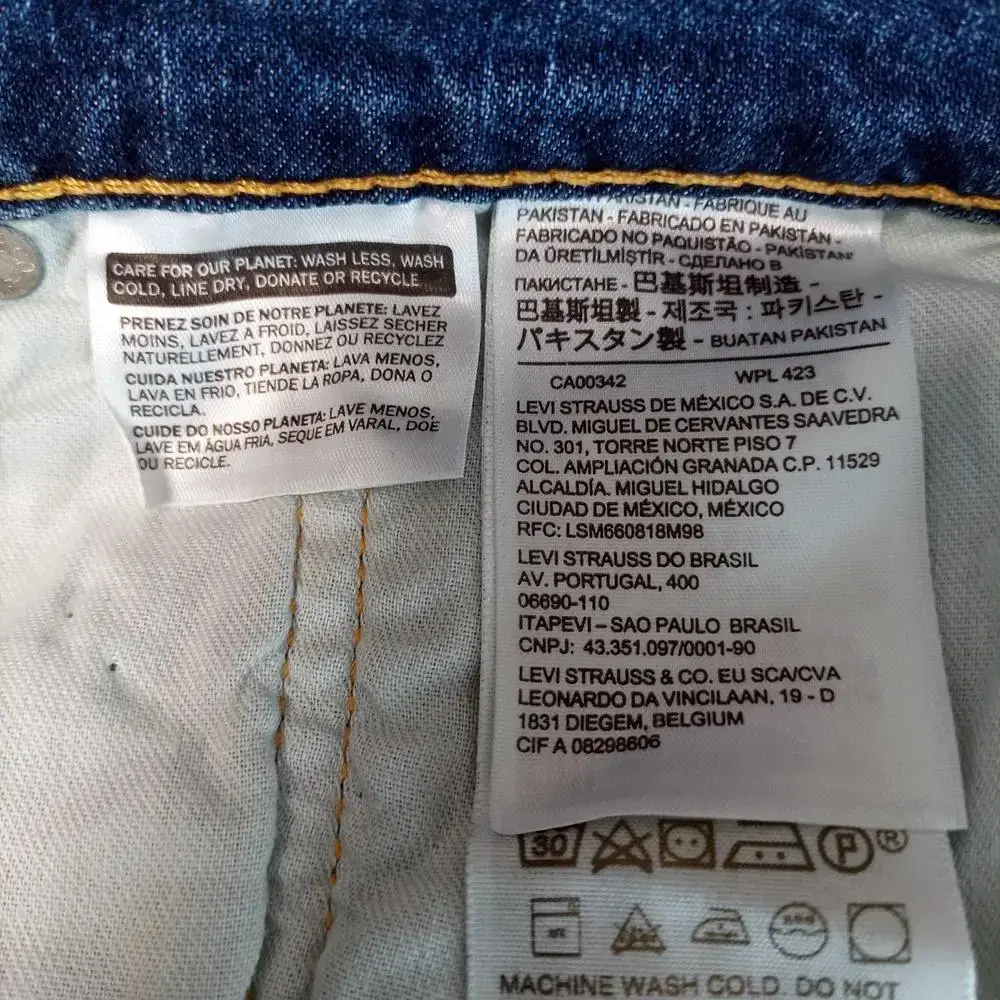 CARE FOR OUR PLANET: WASH LESS, WASH
COLD, LINE DRY, DONATE OR RECYCLE
PRENEZ SOIN DE NOTRE PLANETE: LAVEZ
MOINS, LAVEZ A FROID, LAISSEZ SECHER
NATURELLEMENT, DONNEZ OU RECYCLEZ
CUIDA NUESTRO PLANETA: LAVA MENOS,
LAVA EN FRIO, TIENDE LA ROPA, DONA O
RECICLA.
CUIDE DO NOSSO PLANETA: LAVE MENOS,
LAVE EM ÁGUA FRIA, SEQUE EM VARAL, DOE
OU RECICLE.
PAKISTAN - FABRIQUE AU
PAKISTAN - FABRICADO EN PAKISTÁN -
FABRICADO NO PAQUISTÃO - PAKİSTAN'
DA ÜRETİLMİŞTİR - СДЕЛАНО В
ПАКИСТАНЕ - 巴基斯坦制造 -
巴基斯坦製 - 제조국 : 파키스탄 -
パキスタン製 - BUATAN PAKISTAN
CA00342 WPL 423
LEVI STRAUSS DE MÉXICO S.A. DE C.V.
BLVD. MIGUEL DE CERVANTES SAAVEDRA
NO. 301, TORRE NORTE PISO 7
COL. AMPLIACIÓN GRANADA C.P. 11529
ALCALDÍA. MIGUEL HIDALGO
CIUDAD DE MÉXICO, MÉXICO
RFC: LSM660818M98
LEVI STRAUSS DO BRASIL
AV. PORTUGAL, 400
06690-110
ITAPEVI – SAO PAULO BRASIL
CNPJ: 43.351.097/0001-90
LEVI STRAUSS & CO. EU SCA/CVA
LEONARDO DA VINCILAAN, 19 - D
1831 DIEGEM, BELGIUM
CIF A 08298606
30 P ®
MACHINE WASH COLD. DO NOT